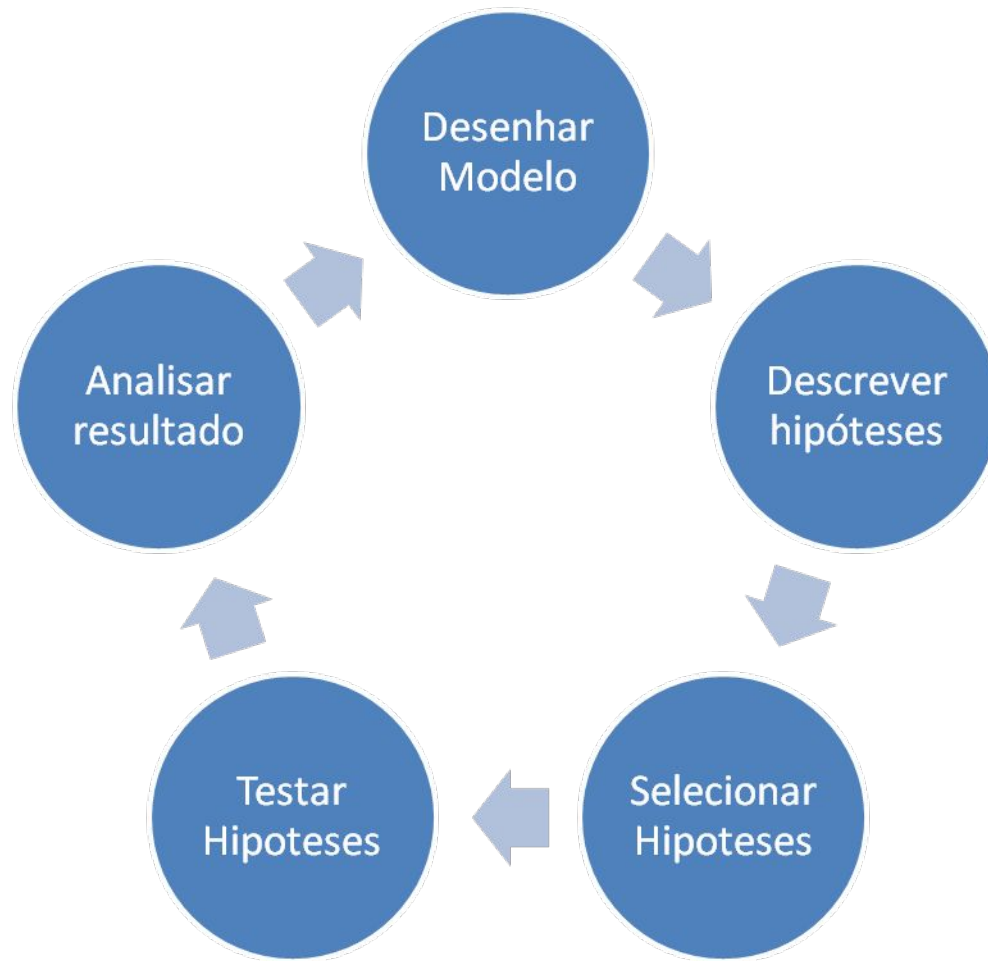 Desenhar
Modelo
Descrever
hipóteses
Selecionar
Hipoteses
Testar
Hipoteses
Analisar
resultado